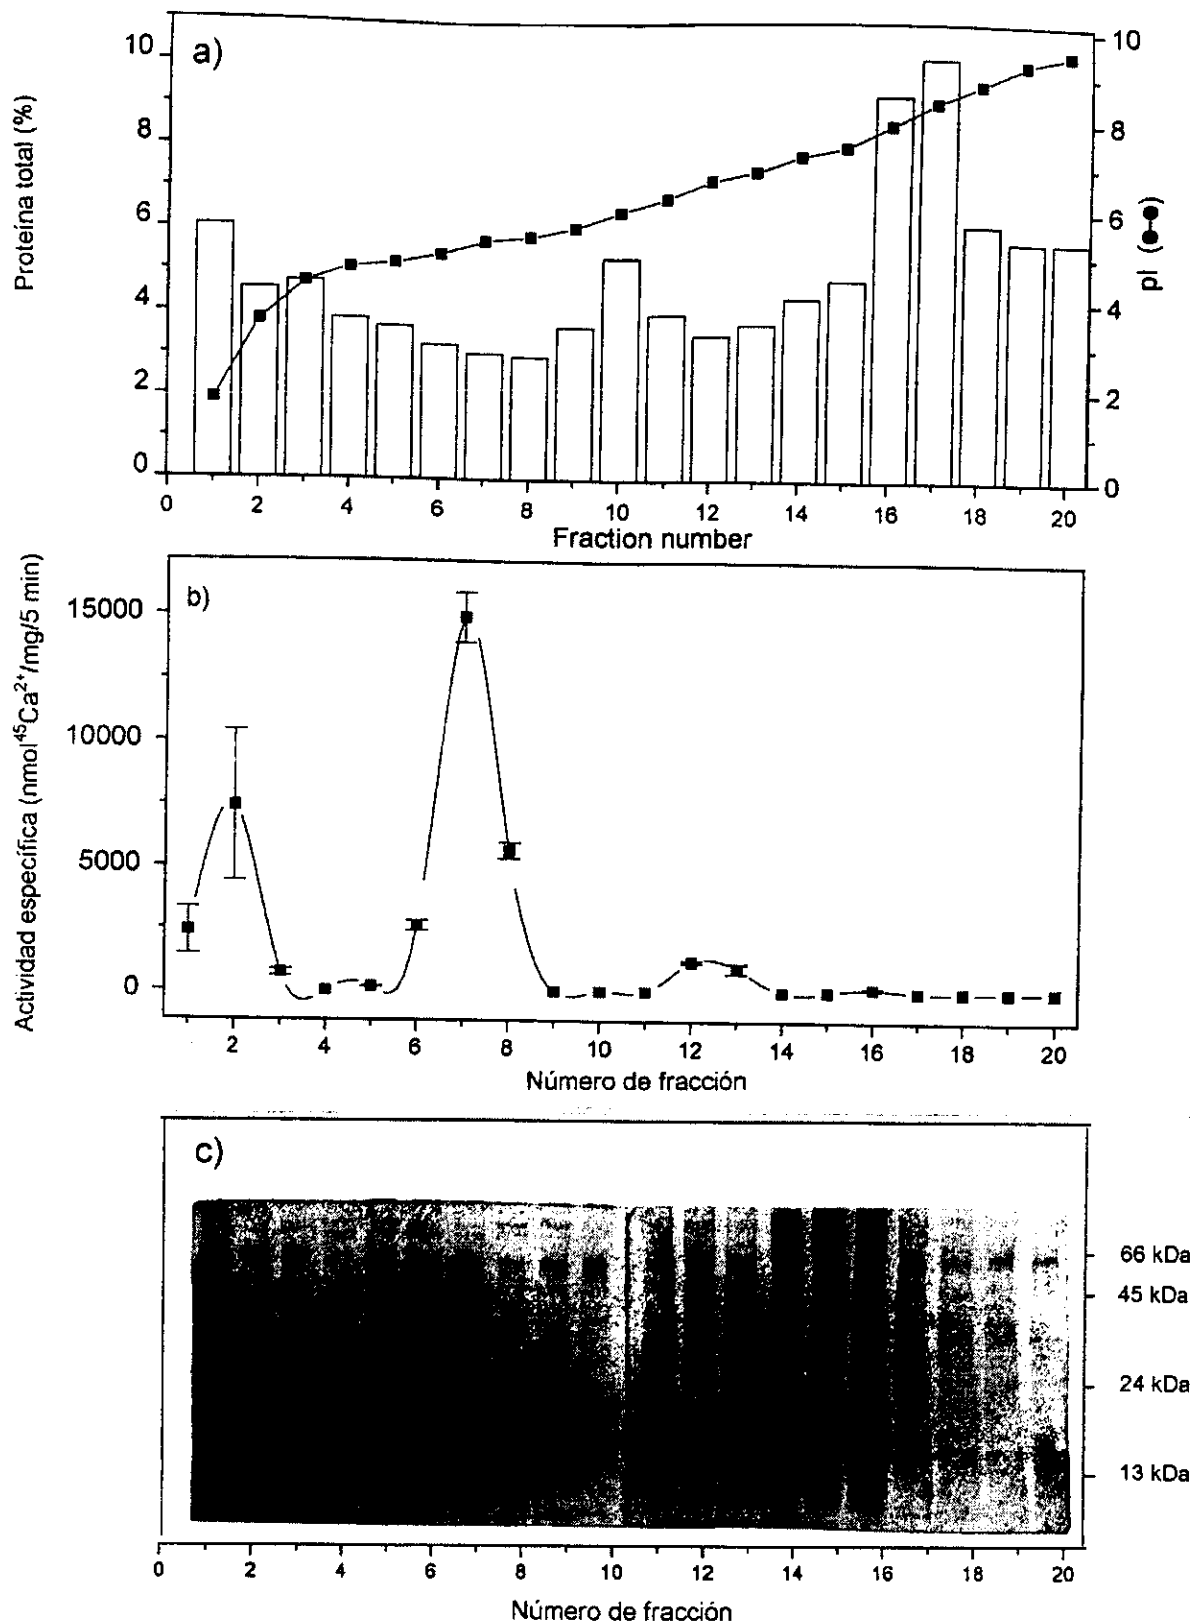 a)
Proteína total (%)
10
8
6
4
2
0
10
8
6
4
2
0
pI (●-●)
0 2 4 6 8 10 12 14 16 18 20
Fraction number
b)
Actividad específica (nmol⁴⁵Ca²⁺/mg/5 min)
15000
10000
5000
0
2 4 6 8 10 12 14 16 18 20
Número de fracción
c)
66 kDa
45 kDa
24 kDa
13 kDa
0 2 4 6 8 10 12 14 16 18 20
Número de fracción